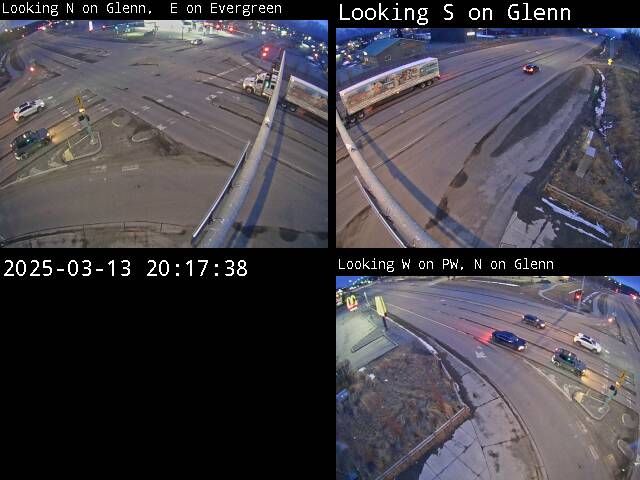 Looking N on Glenn,  E on Evergreen
Looking S on Glenn
2025-03-13 20:17:38
Looking W on PW, N on Glenn